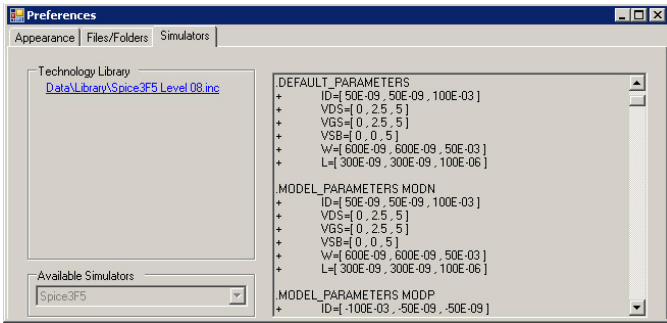 Preferences
Appearance Files/Folders Simulators
Technology Library
Data\Library\Spice3F5 Level 08.inc
Available Simulators
Spice3F5
.DEFAULT_PARAMETERS
+ ID=[ 50E-09 , 50E-09 , 100E-03 ]
+ VDS=[ 0 , 2.5 , 5 ]
+ VGS=[ 0 , 2.5 , 5 ]
+ VSB=[ 0 , 0 , 5 ]
+ W=[ 600E-09 , 600E-09 , 50E-03 ]
+ L=[ 300E-09 , 300E-09 , 100E-06 ]
.MODEL_PARAMETERS MODN
+ ID=[ 50E-09 , 50E-09 , 100E-03 ]
+ VDS=[ 0 , 2.5 , 5 ]
+ VGS=[ 0 , 2.5 , 5 ]
+ VSB=[ 0 , 0 , 5 ]
+ W=[ 600E-09 , 600E-09 , 50E-03 ]
+ L=[ 300E-09 , 300E-09 , 100E-06 ]
.MODEL_PARAMETERS MODP
+ ID=[ -100E-03 , -50E-09 , -50E-09 ]